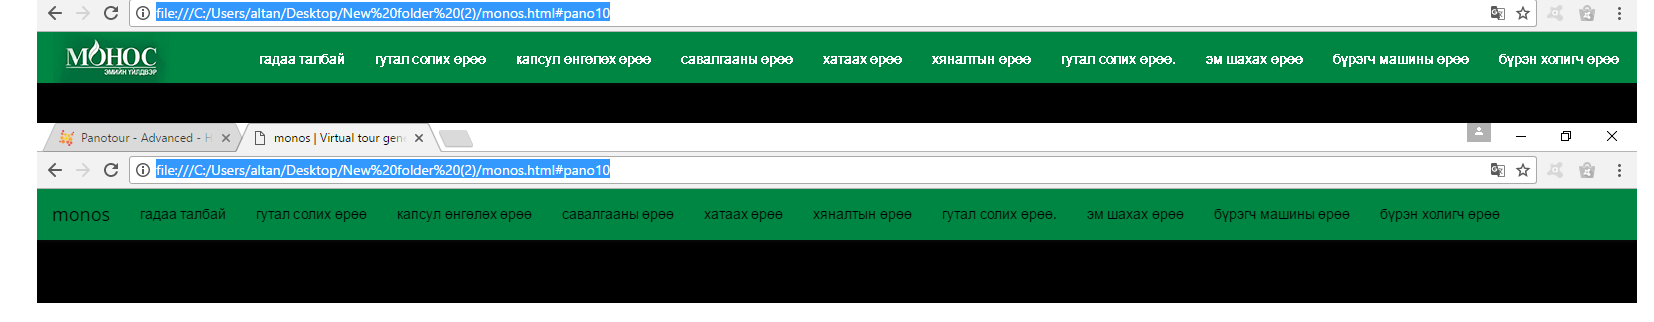 file:///C:/Users/altan/Desktop/New%20folder%20(2)/monos.html#pano10
МОНОС
ЭМИЙН ҮЙЛДВЭР
гадаа талбай гутал солих өрөө капсул өнгөлөх өрөө савалгааны өрөө хатаах өрөө хяналтын өрөө гутал солих өрөө. эм шахах өрөө бүрэгч машины өрөө бүрэн холигч өрөө
Panotour - Advanced - H monos | Virtual tour gene
file:///C:/Users/altan/Desktop/New%20folder%20(2)/monos.html#pano10
monos гадаа талбай гутал солих өрөө капсул өнгөлөх өрөө савалгааны өрөө хатаах өрөө хяналтын өрөө гутал солих өрөө. эм шахах өрөө бүрэгч машины өрөө бүрэн холигч өрөө